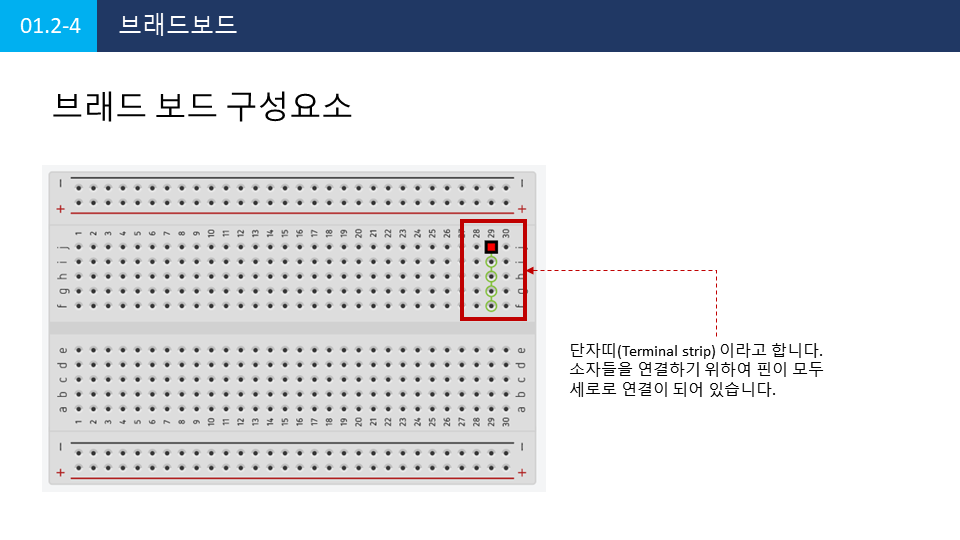 01.2-4 브래드보드
브래드 보드 구성요소
− −
+ +
1 2 3 4 5 6 7 8 9 10 11 12 13 14 15 16 17 18 19 20 21 22 23 24 25 26 28 29 30
j j
i i
h h
g g
f f
단자띠(Terminal strip) 이라고 합니다.
소자들을 연결하기 위하여 핀이 모두
세로로 연결이 되어 있습니다.
e e
d d
c c
b b
a a
1 2 3 4 5 6 7 8 9 10 11 12 13 14 15 16 17 18 19 20 21 22 23 24 25 26 27 28 29 30
− −
+ +